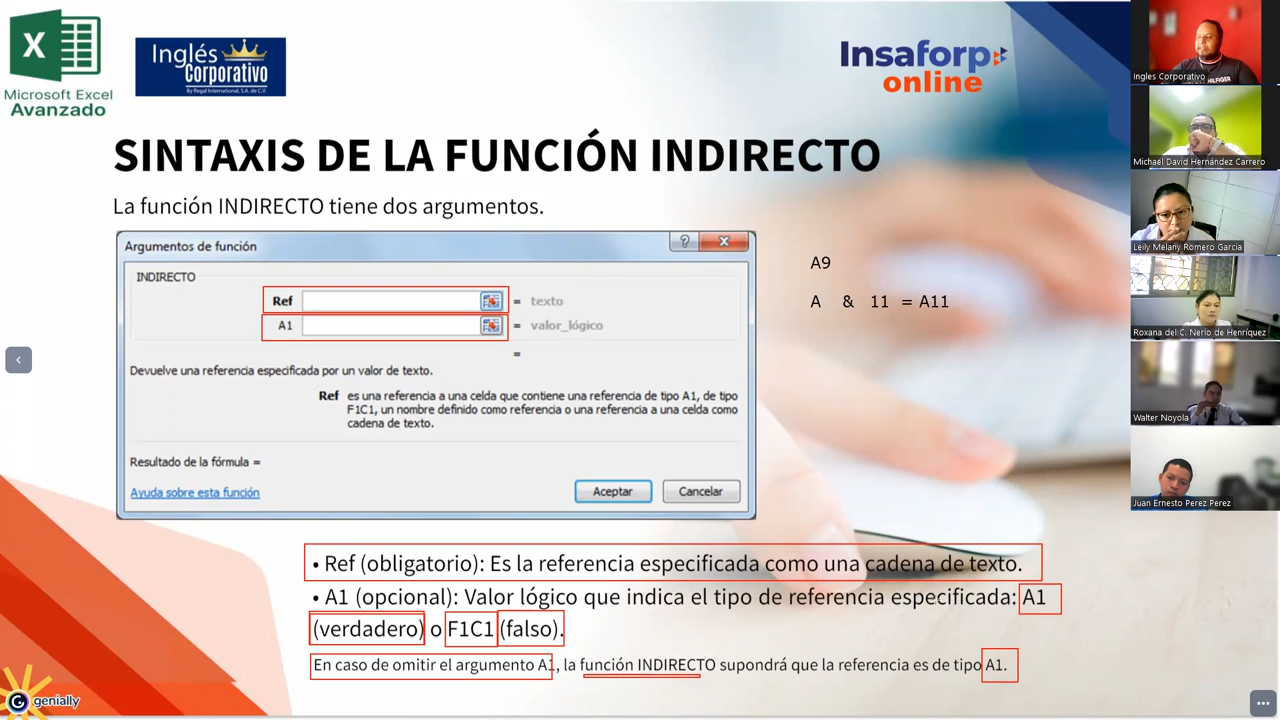 Microsoft Excel
Avanzado
Inglés
Corporativo
By Regal International, S.A. de C.V.
Insaforp
online
SINTAXIS DE LA FUNCIÓN INDIRECTO
La función INDIRECTO tiene dos argumentos.
Argumentos de función
INDIRECTO
Ref = texto
A1 = valor_lógico
=
Devuelve una referencia especificada por un valor de texto.
Ref es una referencia a una celda que contiene una referencia de tipo A1, de tipo
F1C1, un nombre definido como referencia o una referencia a una celda como
cadena de texto.
Resultado de la fórmula =
Ayuda sobre esta función
Aceptar
Cancelar
A9
A & 11 = A11
• Ref (obligatorio): Es la referencia especificada como una cadena de texto.
• A1 (opcional): Valor lógico que indica el tipo de referencia especificada: A1
(verdadero) o F1C1 (falso).
En caso de omitir el argumento A1, la función INDIRECTO supondrá que la referencia es de tipo A1.
genially
Ingles Corporativo
HILFIGER
Michael David Hernández Carrero
Leily Melany Romero Garcia
Roxana del C. Nerio de Henríquez
Walter Noyola
Juan Ernesto Perez Perez